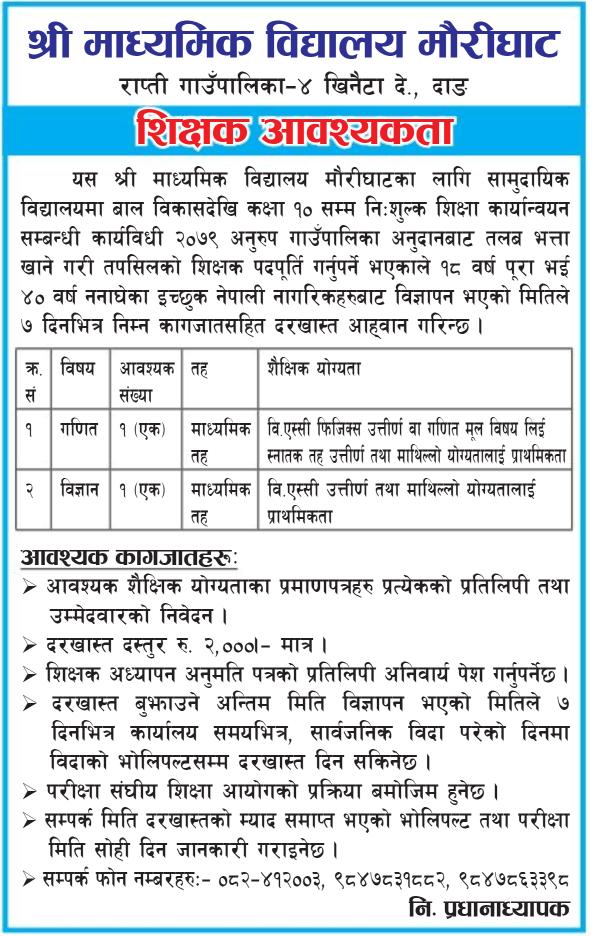 श्री माध्यमिक विद्यालय मौरीघाट
राप्ती गाउँपालिका-४ खिनैटा दे., दाङ
शिक्षक आवश्यकता
यस श्री माध्यमिक विद्यालय मौरीघाटका लागि सामुदायिक
विद्यालयमा बाल विकासदेखि कक्षा १० सम्म निःशुल्क शिक्षा कार्यान्वयन
सम्बन्धी कार्यविधी २०७९ अनुरुप गाउँपालिका अनुदानबाट तलब भत्ता
खाने गरी तपसिलको शिक्षक पदपूर्ति गर्नुपर्ने भएकाले १८ वर्ष पूरा भई
४० वर्ष ननाघेका इच्छुक नेपाली नागरिकहरुबाट विज्ञापन भएको मितिले
७ दिनभित्र निम्न कागजातसहित दरखास्त आह्वान गरिन्छ ।
क्र. विषय आवश्यक तह शैक्षिक योग्यता
सं संख्या
१ गणित १ (एक) माध्यमिक वि.एस्सी फिजिक्स उत्तीर्ण वा गणित मूल विषय लिई
तह स्नातक तह उत्तीर्ण तथा माथिल्लो योग्यतालाई प्राथमिकता
२ विज्ञान १ (एक) माध्यमिक वि.एस्सी उत्तीर्ण तथा माथिल्लो योग्यतालाई
तह प्राथमिकता
आवश्यक कागजातहरुः
➢ आवश्यक शैक्षिक योग्यताका प्रमाणपत्रहरु प्रत्येकको प्रतिलिपी तथा
उम्मेदवारको निवेदन ।
➢ दरखास्त दस्तुर रु. २,०००।- मात्र ।
➢ शिक्षक अध्यापन अनुमति पत्रको प्रतिलिपी अनिवार्य पेश गर्नुपर्नेछ ।
➢ दरखास्त बुझाउने अन्तिम मिति विज्ञापन भएको मितिले ७
दिनभित्र कार्यालय समयभित्र, सार्वजनिक विदा परेको दिनमा
विदाको भोलिपल्टसम्म दरखास्त दिन सकिनेछ ।
➢ परीक्षा संघीय शिक्षा आयोगको प्रक्रिया बमोजिम हुनेछ ।
➢ सम्पर्क मिति दरखास्तको म्याद समाप्त भएको भोलिपल्ट तथा परीक्षा
मिति सोही दिन जानकारी गराइनेछ ।
➢ सम्पर्क फोन नम्बरहरुः- ०८२-४१२००३, ९८४७८३१८८२, ९८४७८६३३९८
नि. प्रधानाध्यापक